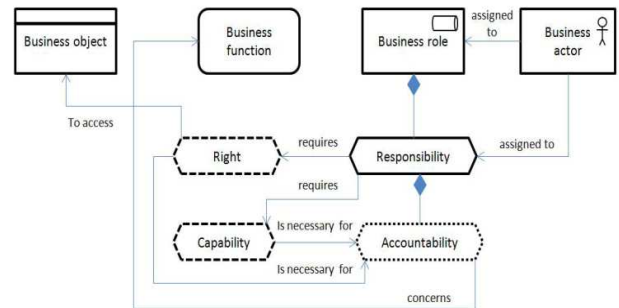 Business object
Business
function
Business role
assigned
to
Business
actor
To access
Right
requires
Responsibility
assigned to
requires
Capability
Is necessary for
Accountability
Is necessary for
concerns